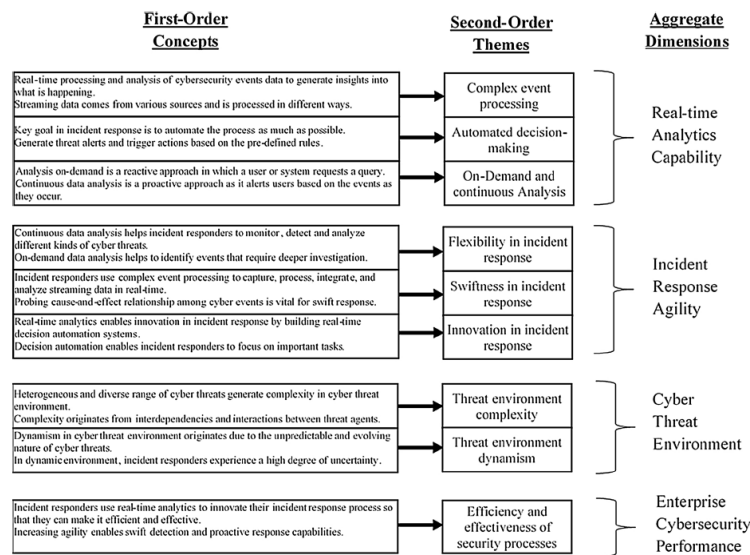 First-Order
Concepts
Second-Order
Themes
Aggregate
Dimensions
Real-time processing and analysis of cybersecurity events data to generate insights into
what is happening.
Streaming data comes from various sources and is processed in different ways.
Complex event
processing
Key goal in incident response is to automate the process as much as possible.
Generate threat alerts and trigger actions based on the pre-defined rules.
Automated decision-
making
Analysis on-demand is a reactive approach in which a user or system requests a query.
Continuous data analysis is a proactive approach as it alerts users based on the events as
they occur.
On-Demand and
continuous Analysis
Real-time
Analytics
Capability
Continuous data analysis helps incident responders to monitor, detect and analyze
different kinds of cyber threats.
On-demand data analysis helps to identify events that require deeper investigation.
Flexibility in incident
response
Incident responders use complex event processing to capture, process, integrate, and
analyze streaming data in real-time.
Probing cause-and-effect relationship among cyber events is vital for swift response.
Swiftness in incident
response
Real-time analytics enables innovation in incident response by building real-time
decision automation systems.
Decision automation enables incident responders to focus on important tasks.
Innovation in incident
response
Incident
Response
Agility
Heterogeneous and diverse range of cyber threats generate complexity in cyber threat
environment.
Complexity originates from interdependencies and interactions between threat agents.
Threat environment
complexity
Dynamism in cyber threat environment originates due to the unpredictable and evolving
nature of cyber threats.
In dynamic environment, incident responders experience a high degree of uncertainty.
Threat environment
dynamism
Cyber
Threat
Environment
Incident responders use real-time analytics to innovate their incident response process so
that they can make it efficient and effective.
Increasing agility enables swift detection and proactive response capabilities.
Efficiency and
effectiveness of
security processes
Enterprise
Cybersecurity
Performance